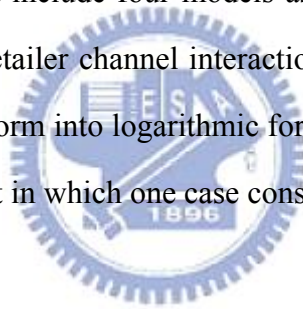 include four models a
etailer channel interactio
orm into logarithmic for
t in which one case cons
E S
1896